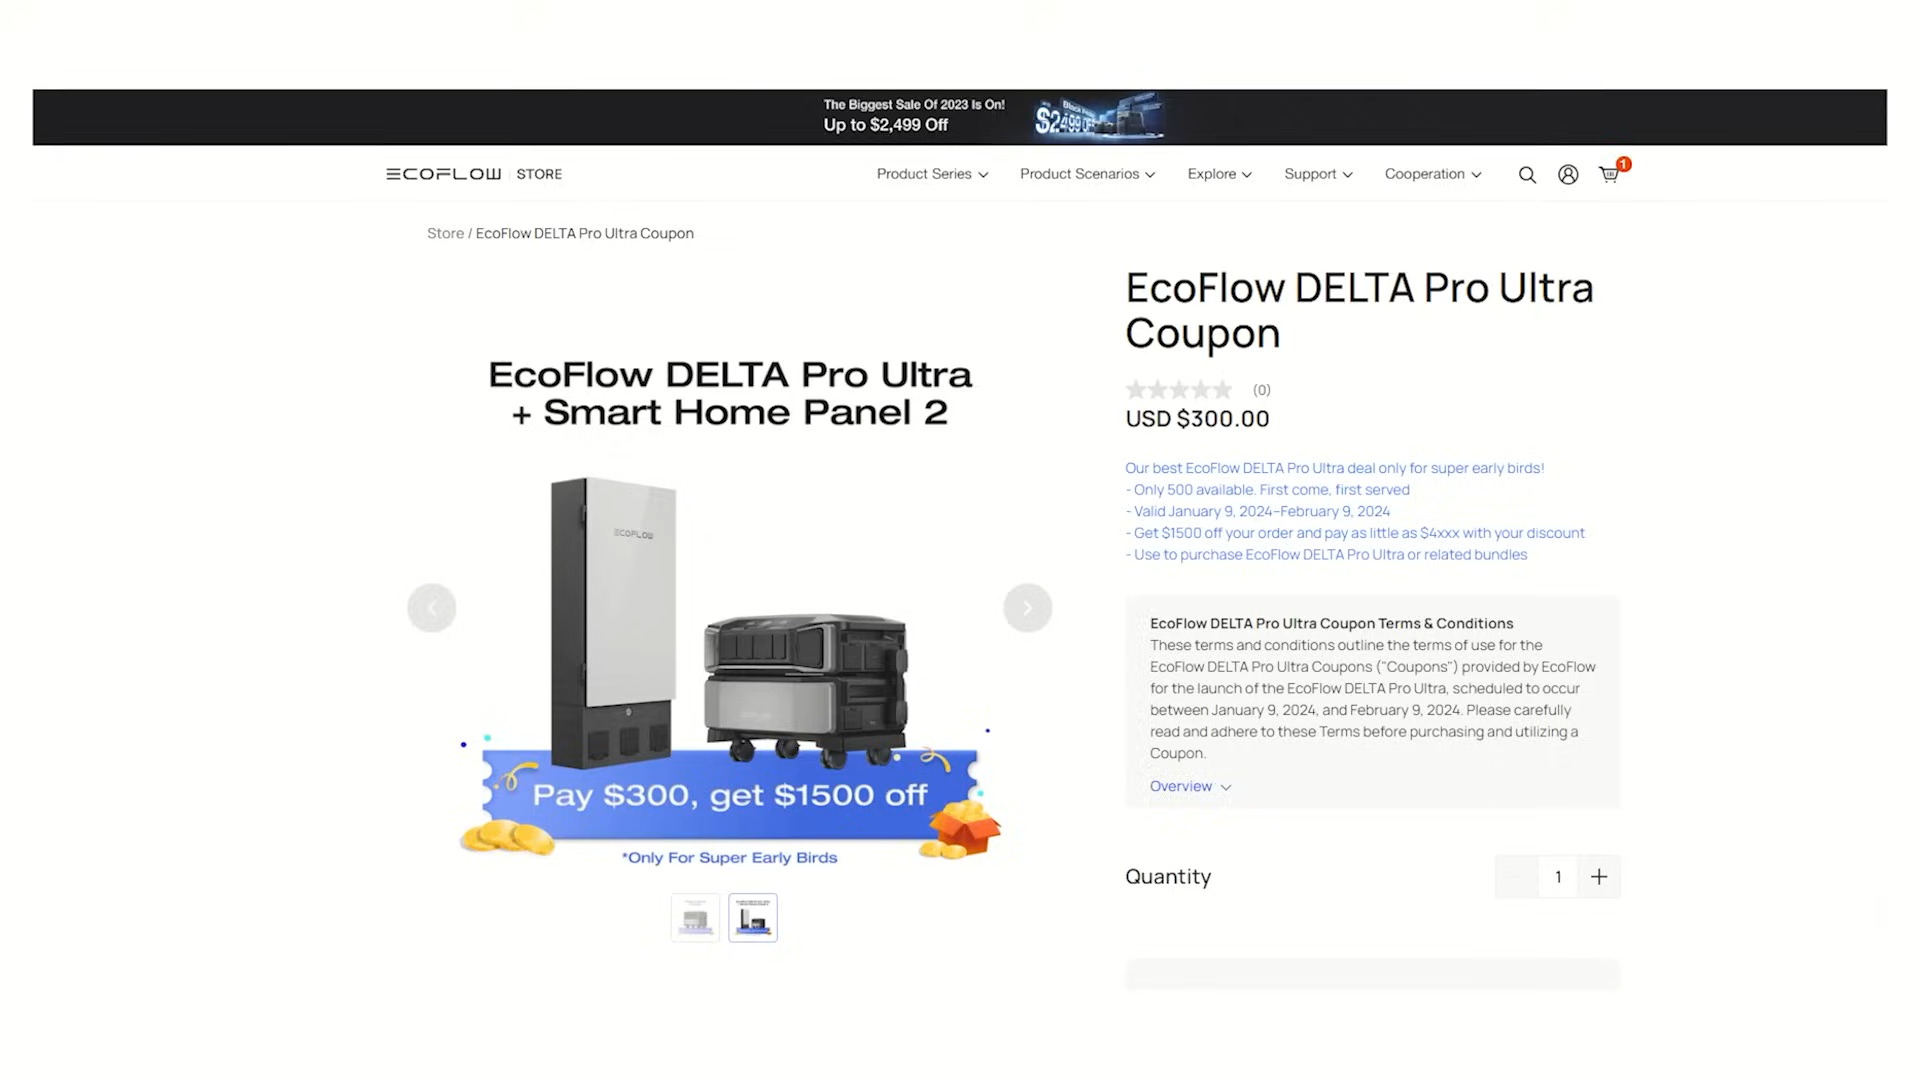 The Biggest Sale Of 2023 Is On!
Up to $2,499 Off
$2,499 OFF
ECOFLOW STORE
Product Series
Product Scenarios
Explore
Support
Cooperation
1
Store / EcoFlow DELTA Pro Ultra Coupon
EcoFlow DELTA Pro Ultra
+ Smart Home Panel 2
ECOFLOW
Pay $300, get $1500 off
*Only For Super Early Birds
EcoFlow DELTA Pro Ultra
Coupon
(0)
USD $300.00
Our best EcoFlow DELTA Pro Ultra deal only for super early birds!
- Only 500 available. First come, first served
- Valid January 9, 2024–February 9, 2024
- Get $1500 off your order and pay as little as $4xxx with your discount
- Use to purchase EcoFlow DELTA Pro Ultra or related bundles
EcoFlow DELTA Pro Ultra Coupon Terms & Conditions
These terms and conditions outline the terms of use for the
EcoFlow DELTA Pro Ultra Coupons ("Coupons") provided by EcoFlow
for the launch of the EcoFlow DELTA Pro Ultra, scheduled to occur
between January 9, 2024, and February 9, 2024. Please carefully
read and adhere to these Terms before purchasing and utilizing a
Coupon.
Overview
Quantity
1